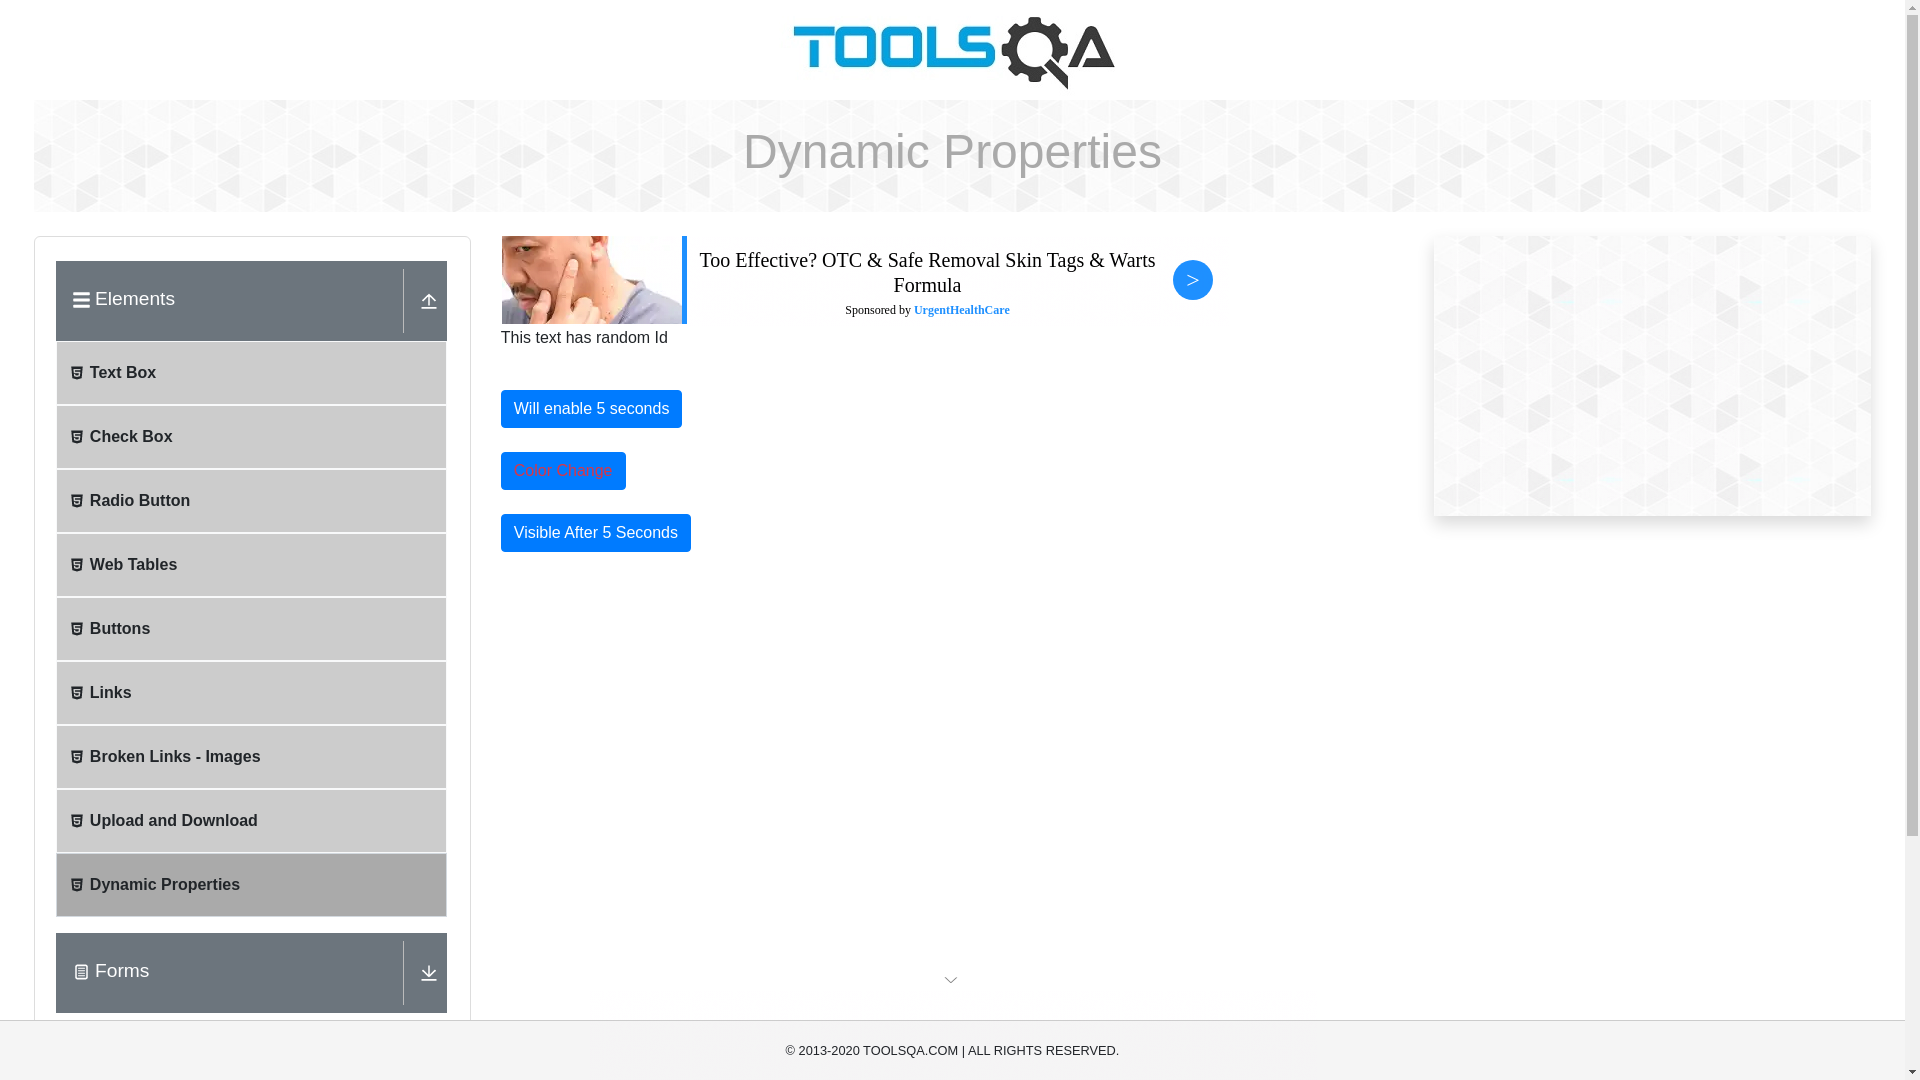 TOOLSQA
Dynamic Properties
Elements
Text Box
Check Box
Radio Button
Web Tables
Buttons
Links
Broken Links - Images
Upload and Download
Dynamic Properties
Forms
Too Effective? OTC & Safe Removal Skin Tags & Warts
Formula
Sponsored by UrgentHealthCare
>
This text has random Id
Will enable 5 seconds
Color Change
Visible After 5 Seconds
© 2013-2020 TOOLSQA.COM | ALL RIGHTS RESERVED.